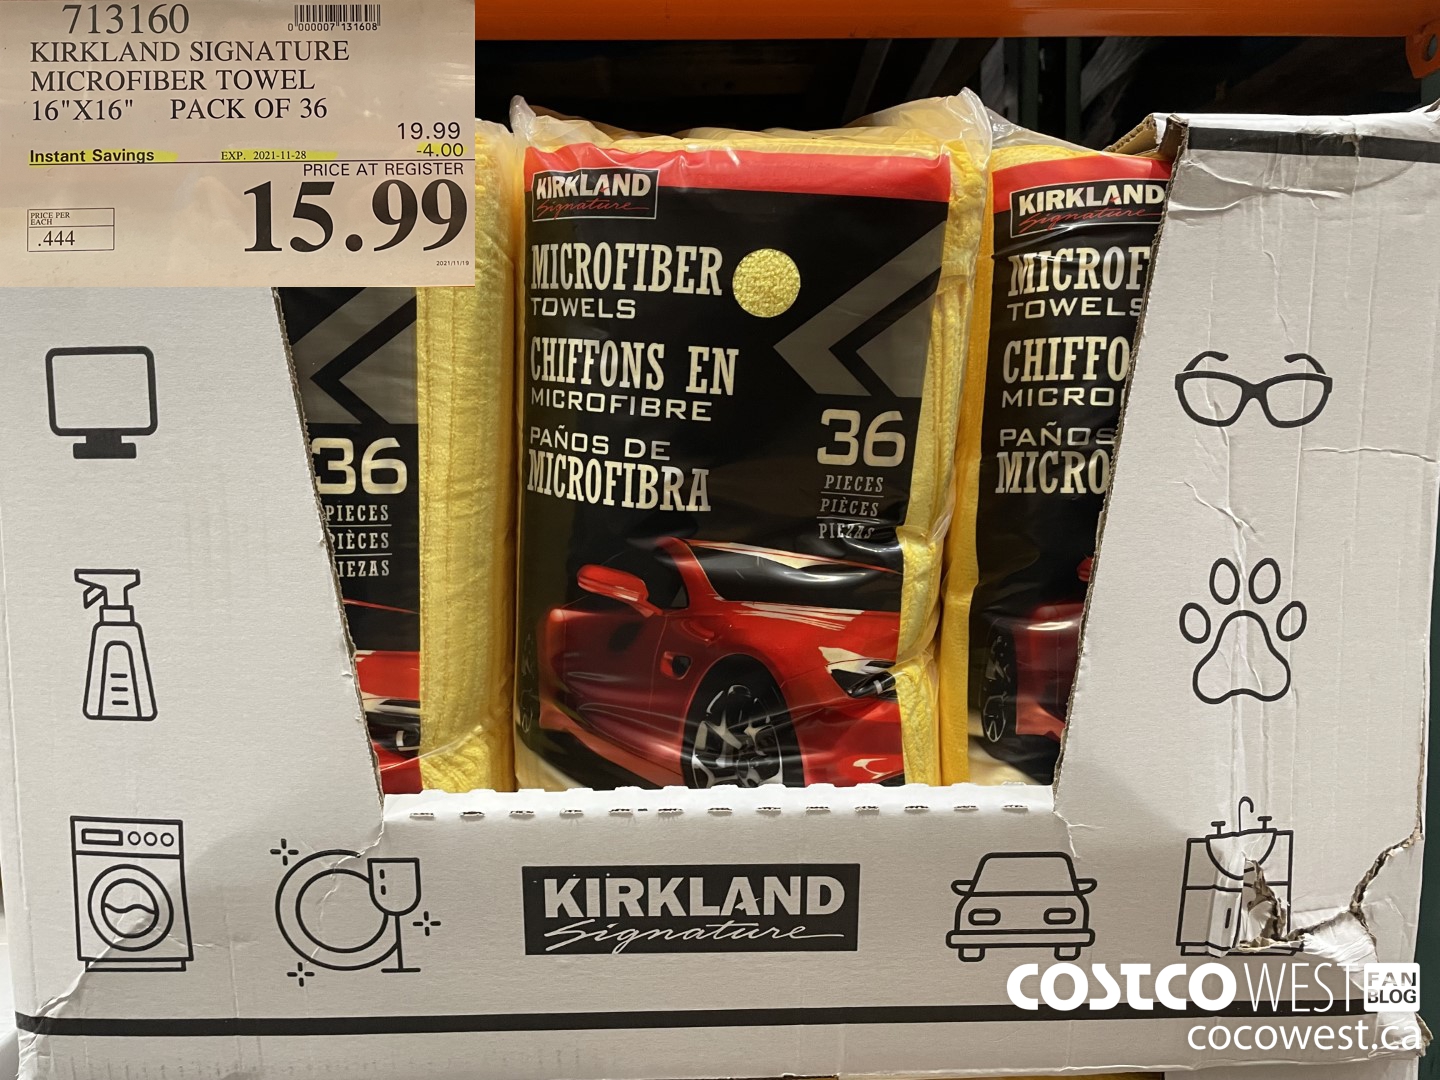 713160
0 000007 131608
KIRKLAND SIGNATURE
MICROFIBER TOWEL
16"X16" PACK OF 36
19.99
Instant Savings EXP. 2021-11-28 -4.00
PRICE AT REGISTER
15.99
PRICE PER
EACH
.444
2021/11/19
36
PIECES
PIÈCES
PIEZAS
KIRKLAND
Signature
MICROFIBER
TOWELS
CHIFFONS EN
MICROFIBRE
PAÑOS DE
MICROFIBRA
36
PIECES
PIÈCES
PIEZAS
KIRKLAND
Signature
MICROF
TOWELS
CHIFFO
MICRO
PAÑOS
MICRO
KIRKLAND
Signature
COSTCO WEST FAN BLOG
cocowest.ca